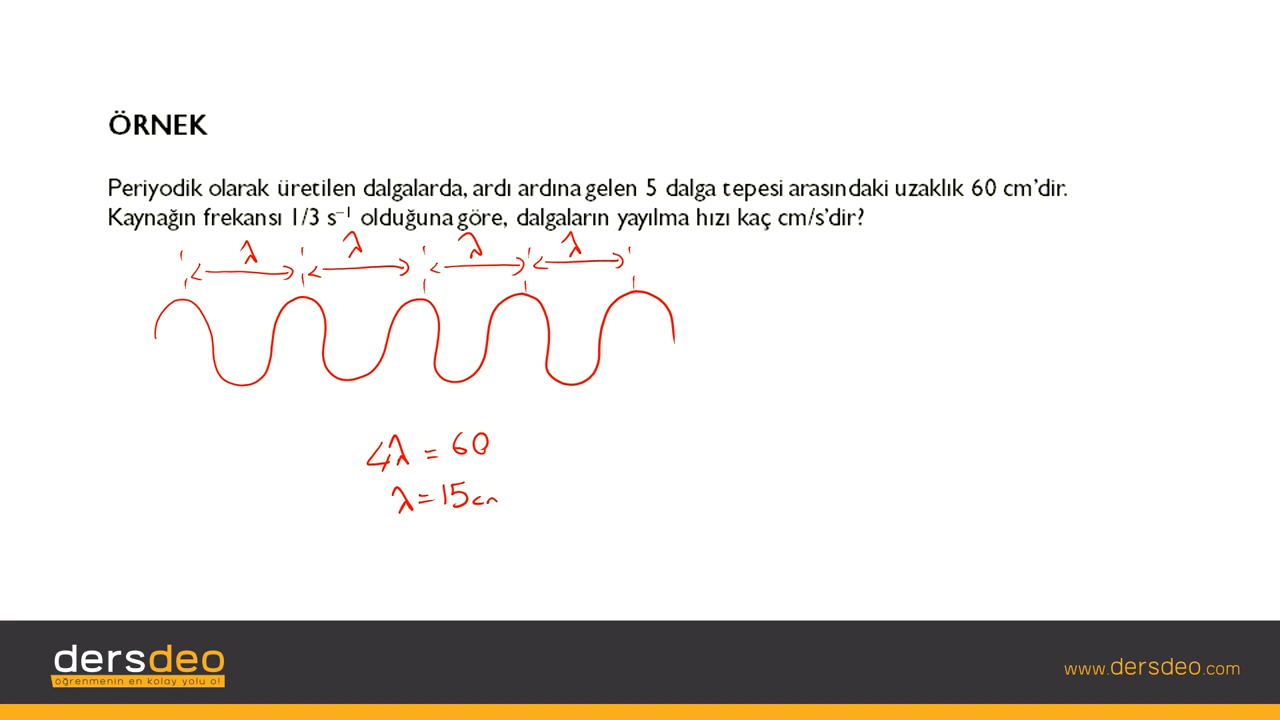 ÖRNEK
Periyodik olarak üretilen dalgalarda, ardı ardına gelen 5 dalga tepesi arasındaki uzaklık 60 cm'dir.
Kaynağın frekansı 1/3 s⁻¹ olduğuna göre, dalgaların yayılma hızı kaç cm/s'dir?
λ λ λ λ
4λ = 60
λ = 15cm
dersdeo
öğrenmenin en kolay yolu o!
www.dersdeo.com